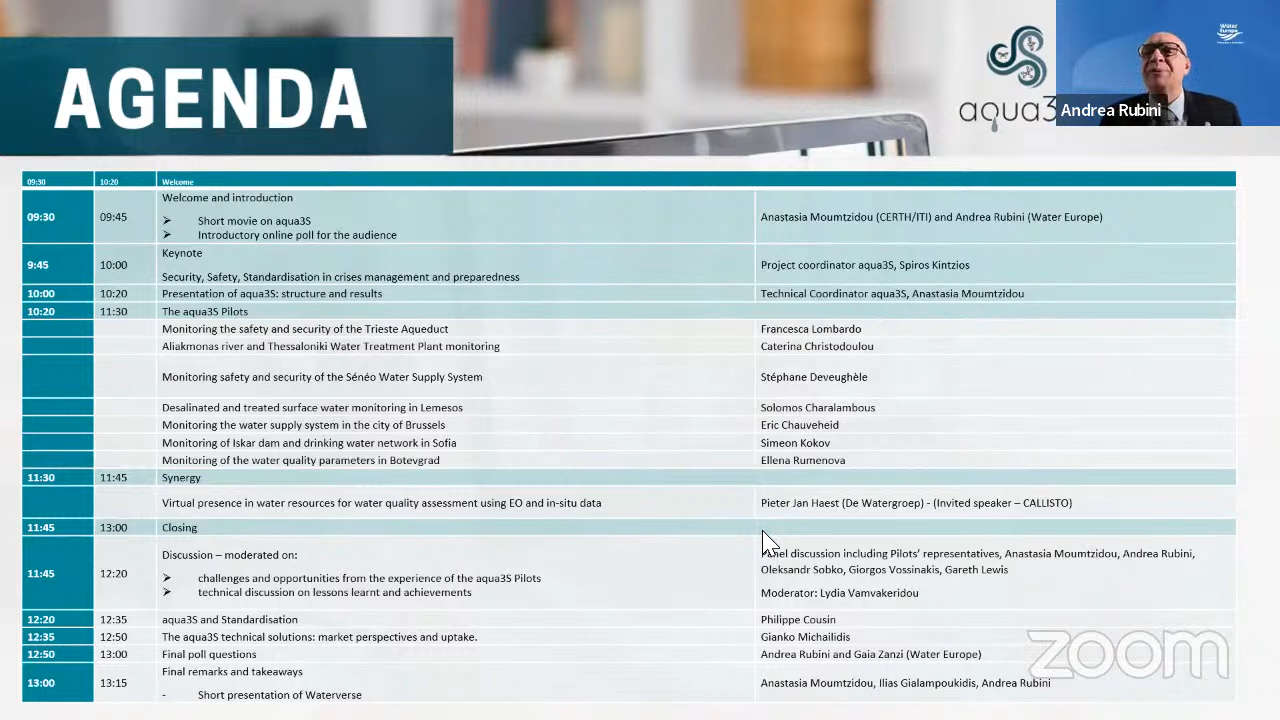 AGENDA
aqua3
Water Europe
Andrea Rubini
09:30 10:20 Welcome
09:30 09:45 Welcome and introduction
➢ Short movie on aqua3S
➢ Introductory online poll for the audience
Anastasia Moumtzidou (CERTH/ITI) and Andrea Rubini (Water Europe)
9:45 10:00 Keynote
Security, Safety, Standardisation in crises management and preparedness
Project coordinator aqua3S, Spiros Kintzios
10:00 10:20 Presentation of aqua3S: structure and results Technical Coordinator aqua3S, Anastasia Moumtzidou
10:20 11:30 The aqua3S Pilots
Monitoring the safety and security of the Trieste Aqueduct Francesca Lombardo
Aliakmonas river and Thessaloniki Water Treatment Plant monitoring Caterina Christodoulou
Monitoring safety and security of the Sénéo Water Supply System Stéphane Deveughèle
Desalinated and treated surface water monitoring in Lemesos Solomos Charalambous
Monitoring the water supply system in the city of Brussels Eric Chauveheid
Monitoring of Iskar dam and drinking water network in Sofia Simeon Kokov
Monitoring of the water quality parameters in Botevgrad Ellena Rumenova
11:30 11:45 Synergy
Virtual presence in water resources for water quality assessment using EO and in-situ data Pieter Jan Haest (De Watergroep) - (Invited speaker – CALLISTO)
11:45 13:00 Closing
11:45 12:20 Discussion – moderated on:
➢ challenges and opportunities from the experience of the aqua3S Pilots
➢ technical discussion on lessons learnt and achievements
discussion including Pilots' representatives, Anastasia Moumtzidou, Andrea Rubini,
Oleksandr Sobko, Giorgos Vossinakis, Gareth Lewis
Moderator: Lydia Vamvakeridou
12:20 12:35 aqua3S and Standardisation Philippe Cousin
12:35 12:50 The aqua3S technical solutions: market perspectives and uptake. Gianko Michailidis
12:50 13:00 Final poll questions Andrea Rubini and Gaia Zanzi (Water Europe)
13:00 13:15 Final remarks and takeaways
- Short presentation of Waterverse
Anastasia Moumtzidou, Ilias Gialampoukidis, Andrea Rubini
zoom